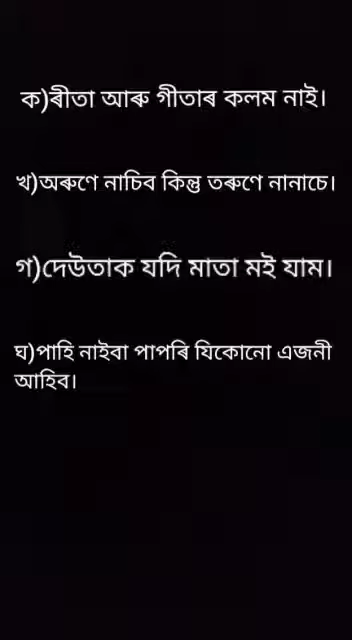 ক)ৰীতা আৰু গীতাৰ কলম নাই।
খ)অৰুণে নাচিব কিন্তু তৰুণে নানাচে।
গ)দেউতাক যদি মাতা মই যাম।
ঘ)পাহি নাইবা পাপৰি যিকোনো এজনী
আহিব।